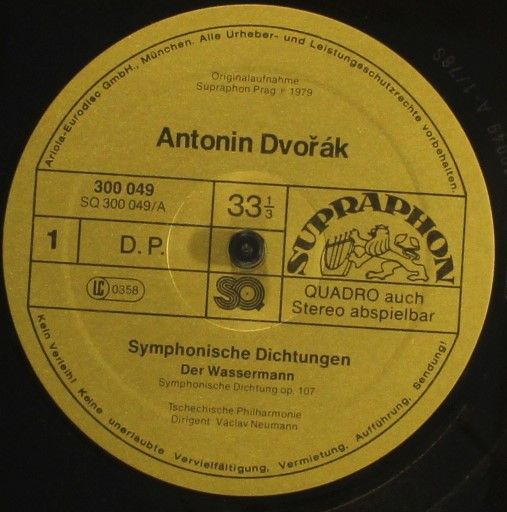 Ariola-Eurodisc GmbH., München. Alle Urheber- und Leistungsschutzrechte vorbehalten.
Originalaufnahme
Supraphon Prag ℗ 1979
Antonin Dvořák
300 049
SQ 300 049/A
33 1/3
SUPRAPHON
1
D. P.
LC 0358
SQ
QUADRO auch
Stereo abspielbar
Symphonische Dichtungen
Der Wassermann
Symphonische Dichtung op. 107
Tschechische Philharmonie
Dirigent Václav Neumann
Kein Verleih! Keine unerlaubte Vervielfältigung, Vermietung, Aufführung, Sendung!